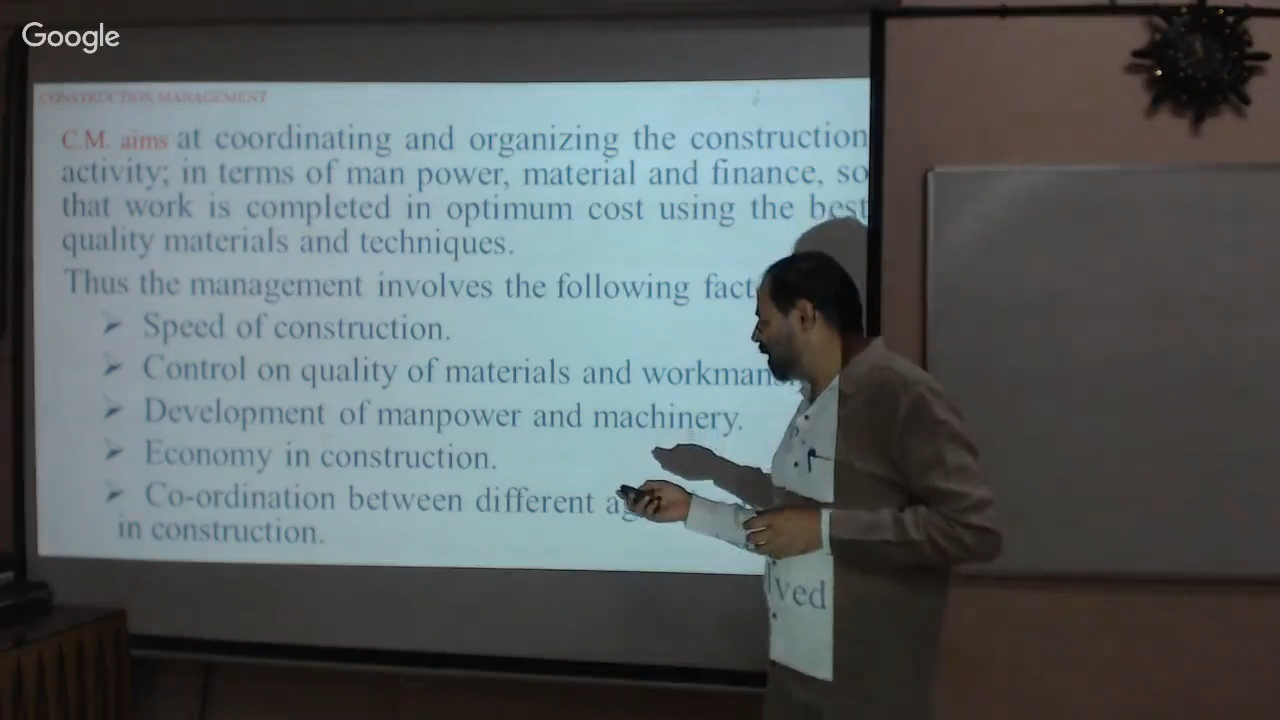 Google
CONSTRUCTION MANAGEMENT
C.M. aims at coordinating and organizing the construction
activity; in terms of man power, material and finance, so
that work is completed in optimum cost using the best
quality materials and techniques.
Thus the management involves the following
➢ Speed of construction.
➢ Control on quality of materials and
➢ Development of manpower and machinery.
➢ Economy in construction.
➢ Co-ordination between different
lved
in construction.